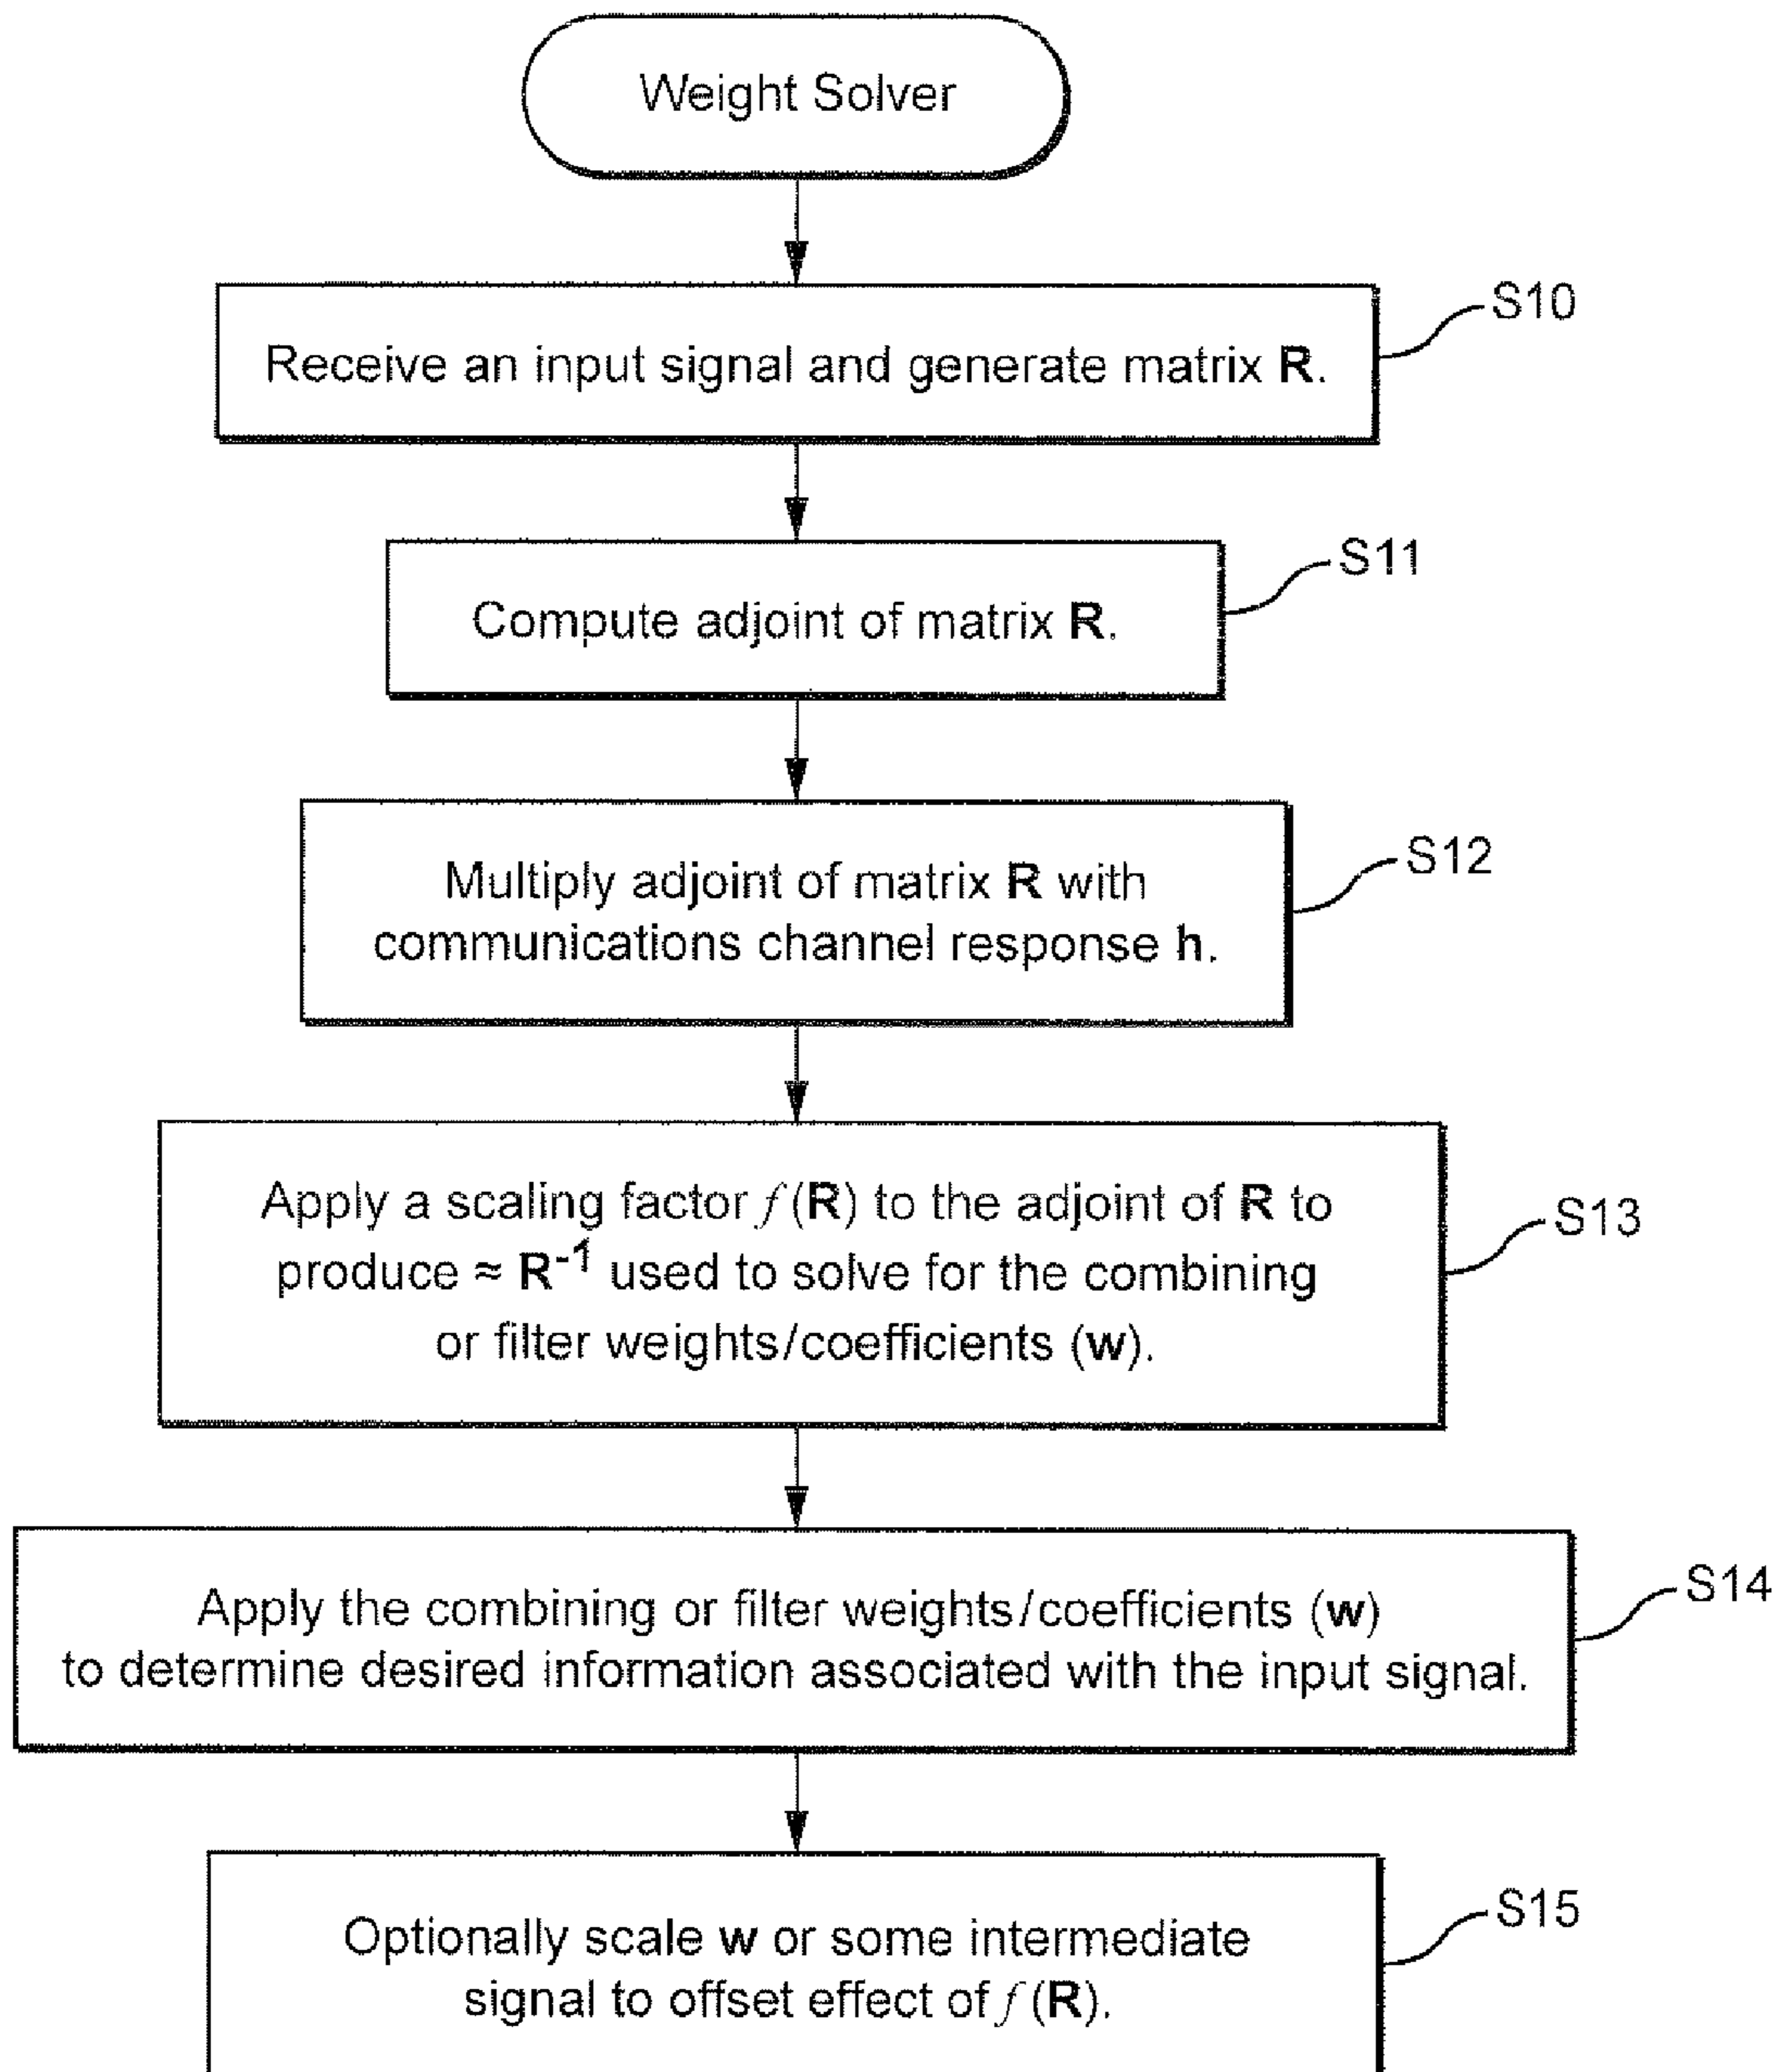 Weight Solver
S10
Receive an input signal and generate matrix R.
S11
Compute adjoint of matrix R.
S12
Multiply adjoint of matrix R with
communications channel response h.
S13
Apply a scaling factor f(R) to the adjoint of R to
produce ≈ R⁻¹ used to solve for the combining
or filter weights/coefficients (w).
S14
Apply the combining or filter weights/coefficients (w)
to determine desired information associated with the input signal.
S15
Optionally scale w or some intermediate
signal to offset effect of f(R).